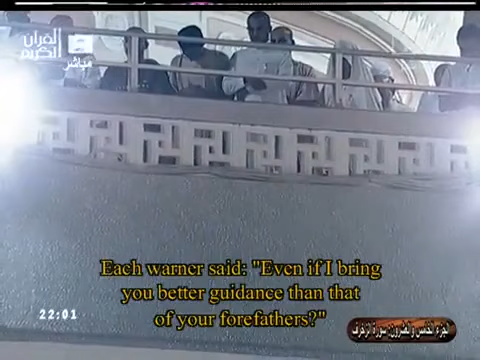 القرآن
الكريم
مباشر
Each warner said: "Even if I bring
you better guidance than that
of your forefathers?"
22:01
الجزء الخامس والعشرون: سورة الزخرف